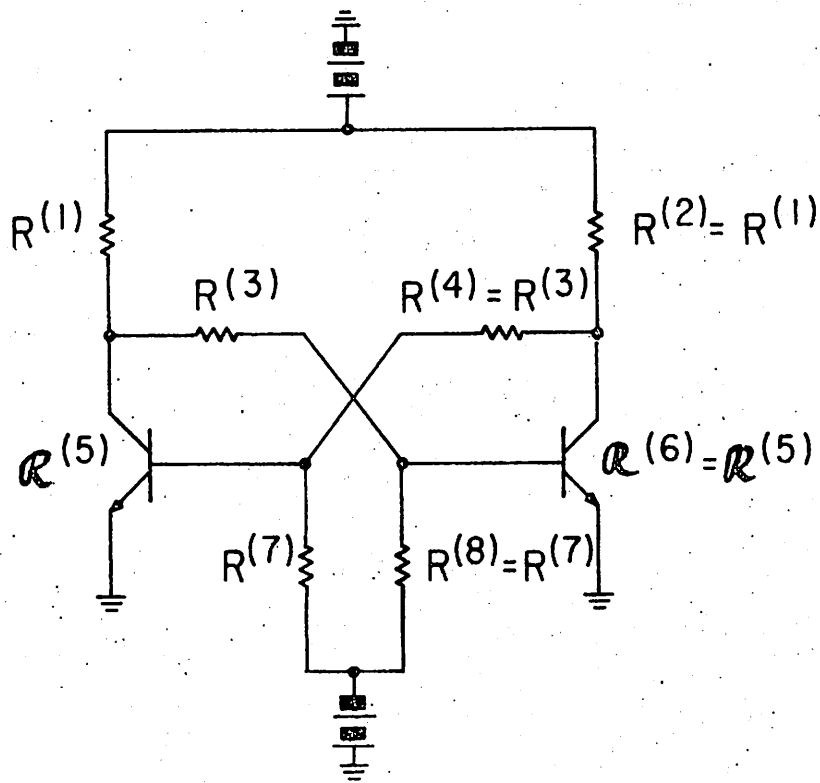 R^(1)
R^(2) = R^(1)
R^(3)
R^(4) = R^(3)
ℛ^(5)
ℛ^(6) = ℛ^(5)
R^(7)
R^(8) = R^(7)